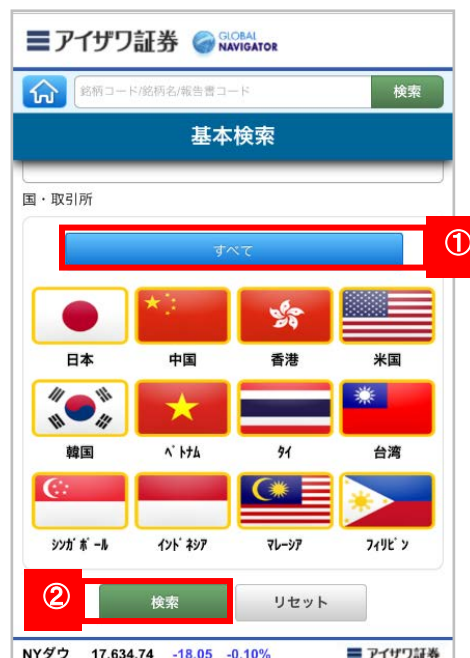 アイザワ証券 GLOBAL NAVIGATOR
銘柄コード/銘柄名/報告書コード 検索
基本検索
国・取引所
すべて ①
日本 中国 香港 米国
韓国 ﾍﾞﾄﾅﾑ ﾀｲ 台湾
ｼﾝｶﾞﾎﾟｰﾙ ｲﾝﾄﾞﾈｼｱ ﾏﾚｰｼｱ ﾌｨﾘﾋﾟﾝ
② 検索 リセット
NYダウ 17,634.74 -18.05 -0.10% アイザワ証券